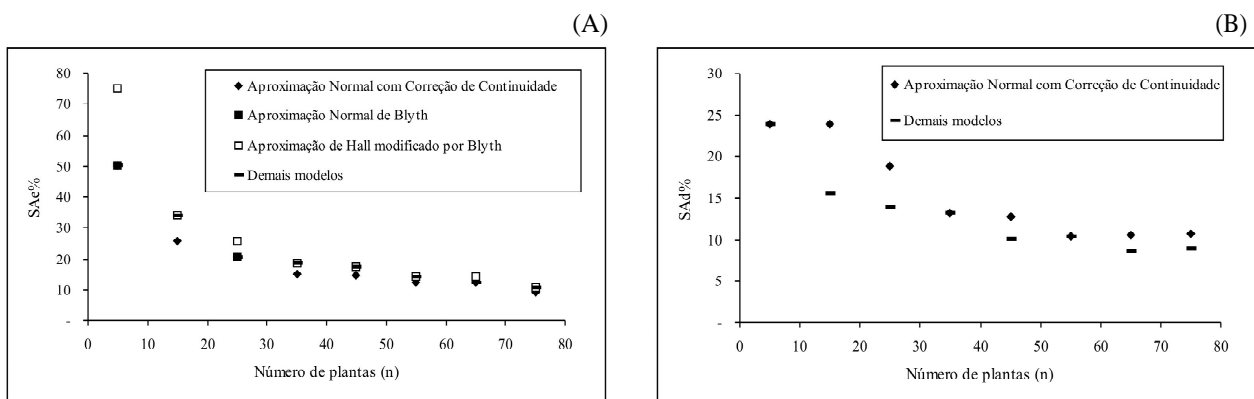 (A)
80
70
60
50
40
30
20
10
-
SAe%
0 10 20 30 40 50 60 70 80
Número de plantas (n)
Aproximação Normal com Correção de Continuidade
Aproximação Normal de Blyth
Aproximação de Hall modificado por Blyth
Demais modelos
(B)
30
25
20
15
10
5
-
SAd%
0 10 20 30 40 50 60 70 80
Número de plantas (n)
Aproximação Normal com Correção de Continuidade
Demais modelos